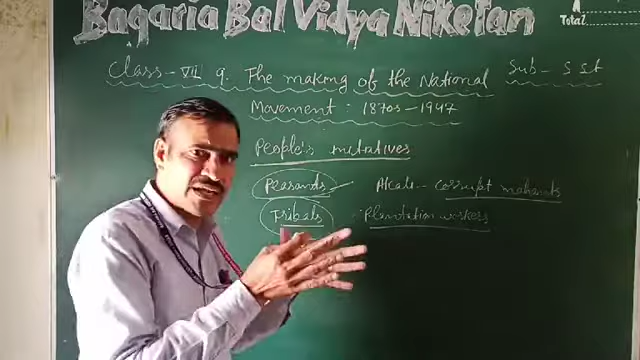 Bagaria Bal Vidya Niketan
Total
Class - VIII 9. The making of the National Sub - S St
Movement : 1870s - 1947
People's initiatives
Peasants Akali - corrupt mahants
Tribals Plantation workers